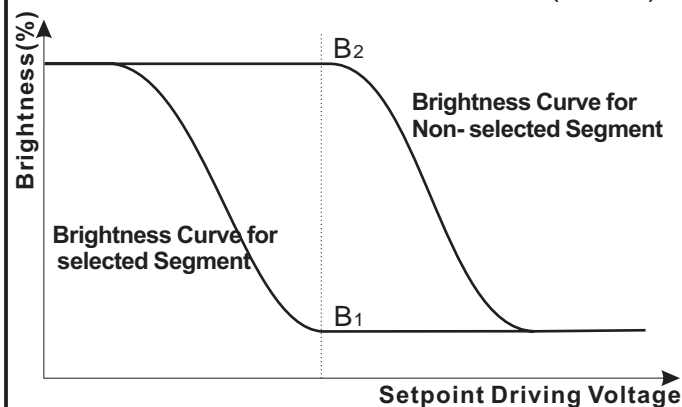 Brightness(%)
B2
Brightness Curve for
Non- selected Segment
Brightness Curve for
selected Segment
B1
Setpoint Driving Voltage